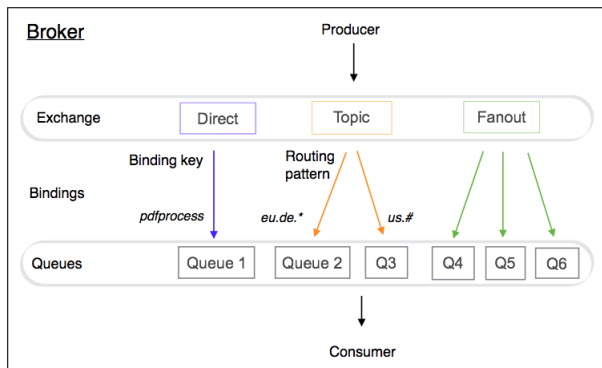 Broker
Producer
Exchange
Direct
Topic
Fanout
Binding key
Routing
pattern
Bindings
pdfprocess
eu.de.*
us.#
Queues
Queue 1
Queue 2
Q3
Q4
Q5
Q6
Consumer